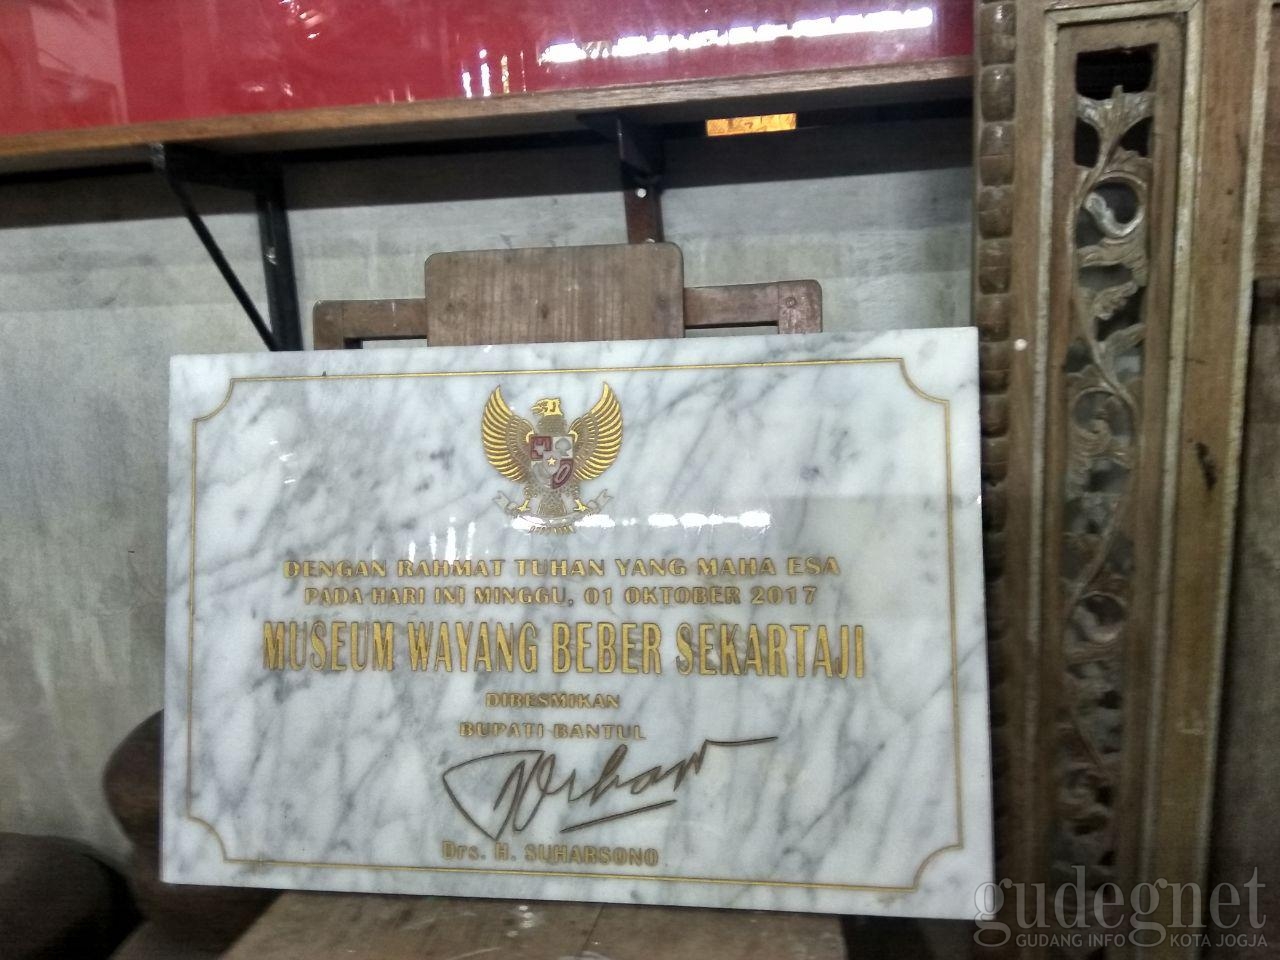 DENGAN RAHMAT TUHAN YANG MAHA ESA
PADA HARI INI MINGGU, 01 OKTOBER 2017
MUSEUM WAYANG BEBER SEKARTAJI
DIRESMIKAN
BUPATI BANTUL
Drs. H. SUHARSONO
gudegnet
GUDANG INFO KOTA JOGJA